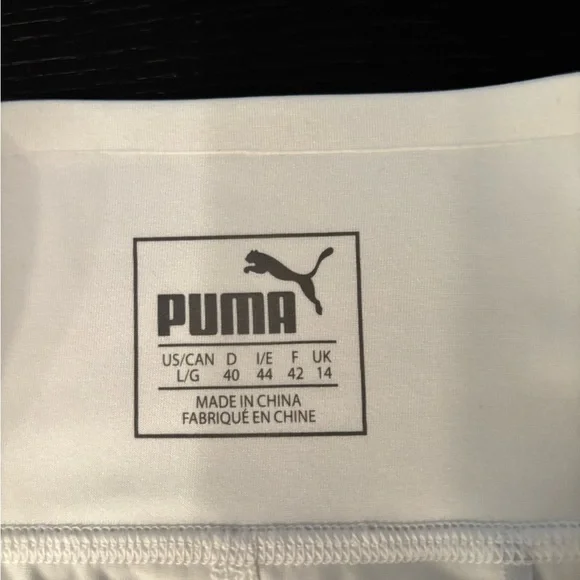 PUMA
US/CAN D I/E F UK
L/G 40 44 42 14
MADE IN CHINA
FABRIQUÉ EN CHINE